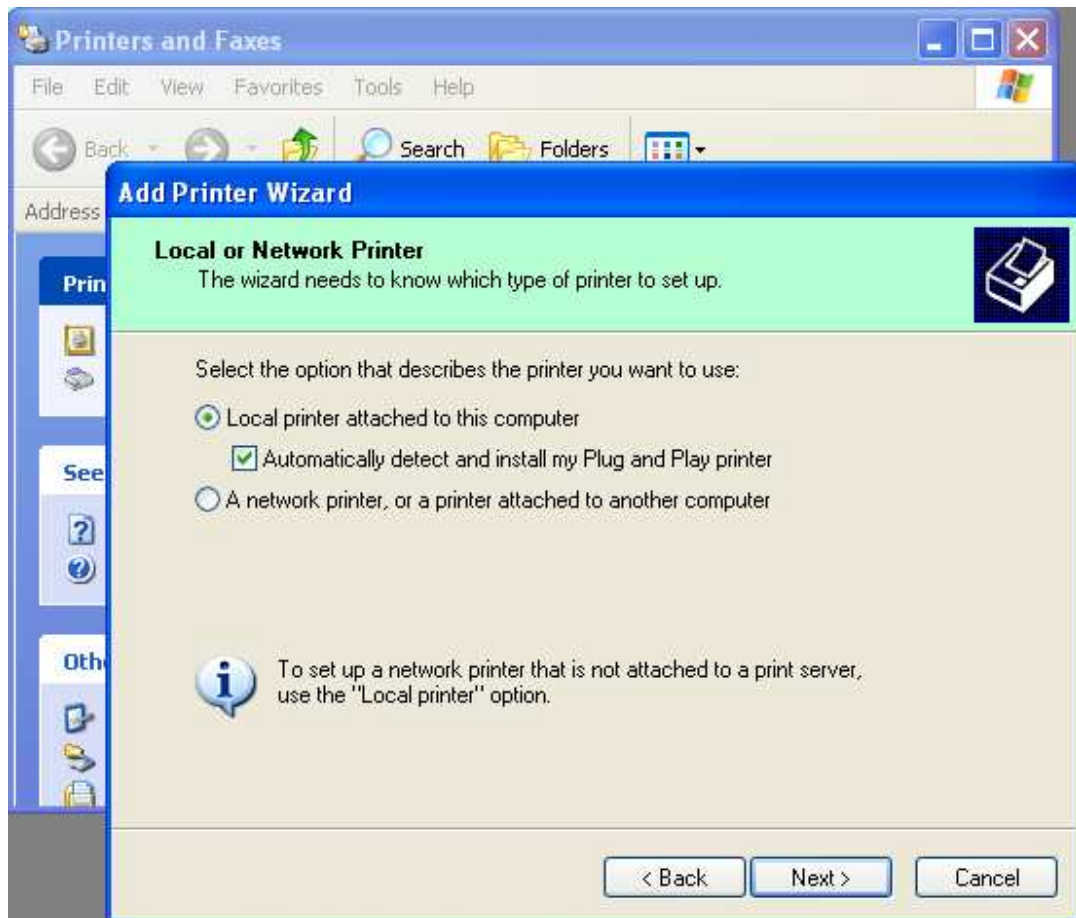 Printers and Faxes
File Edit View Favorites Tools Help
Back Search Folders
Address
Add Printer Wizard
Local or Network Printer
The wizard needs to know which type of printer to set up.
Prin
Select the option that describes the printer you want to use:
Local printer attached to this computer
Automatically detect and install my Plug and Play printer
See
A network printer, or a printer attached to another computer
Othe
To set up a network printer that is not attached to a print server,
use the "Local printer" option.
< Back Next > Cancel